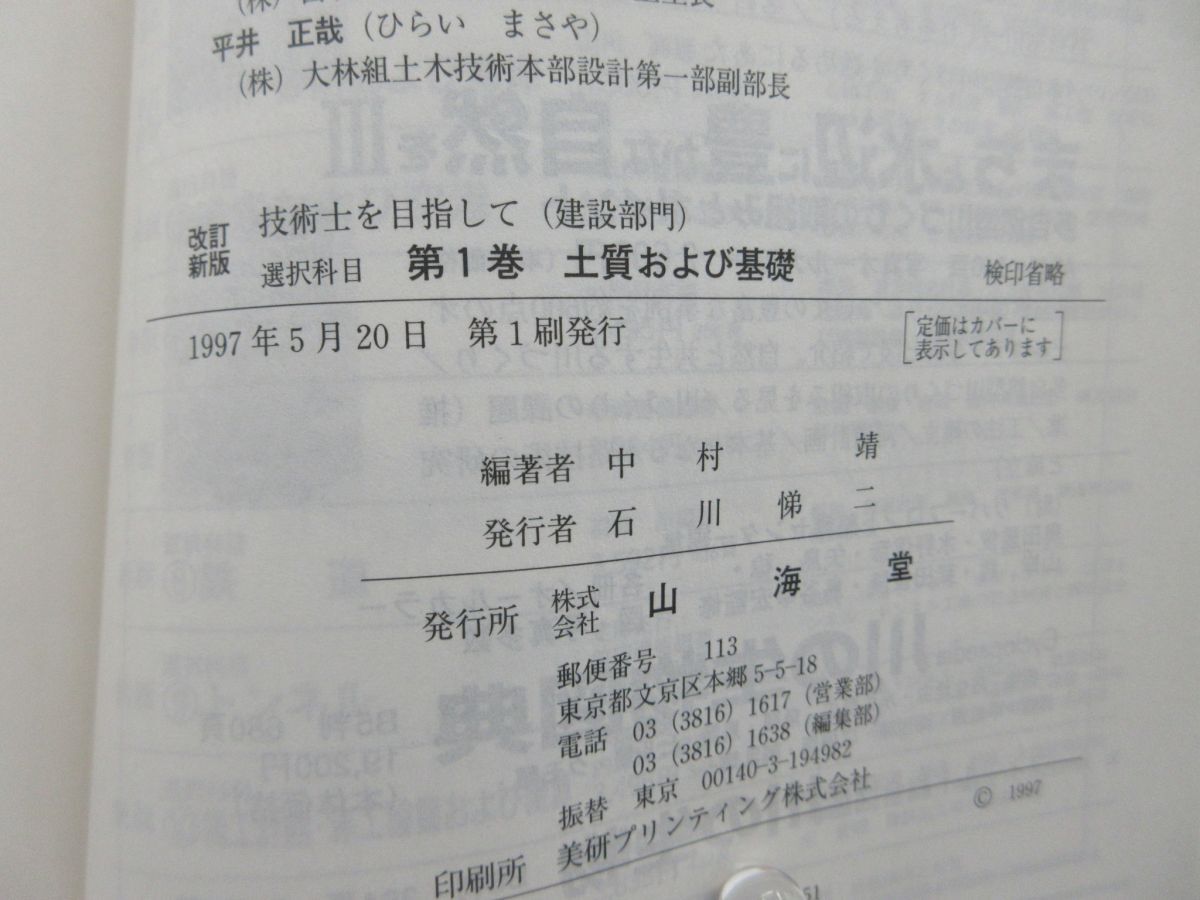 平井 正哉(ひらい まさや)
(株)大林組土木技術本部設計第一部副部長
改訂新版
技術士を目指して(建設部門)
選択科目 第1巻 土質および基礎
検印省略
1997年5月20日 第1刷発行
定価はカバーに
表示してあります
編著者 中村 靖
発行者 石川 悌二
発行所 株式会社 山海堂
郵便番号 113
東京都文京区本郷5-5-18
電話 03(3816)1617(営業部)
03(3816)1638(編集部)
振替 東京 00140-3-194982
印刷所 美研プリンティング株式会社
© 1997